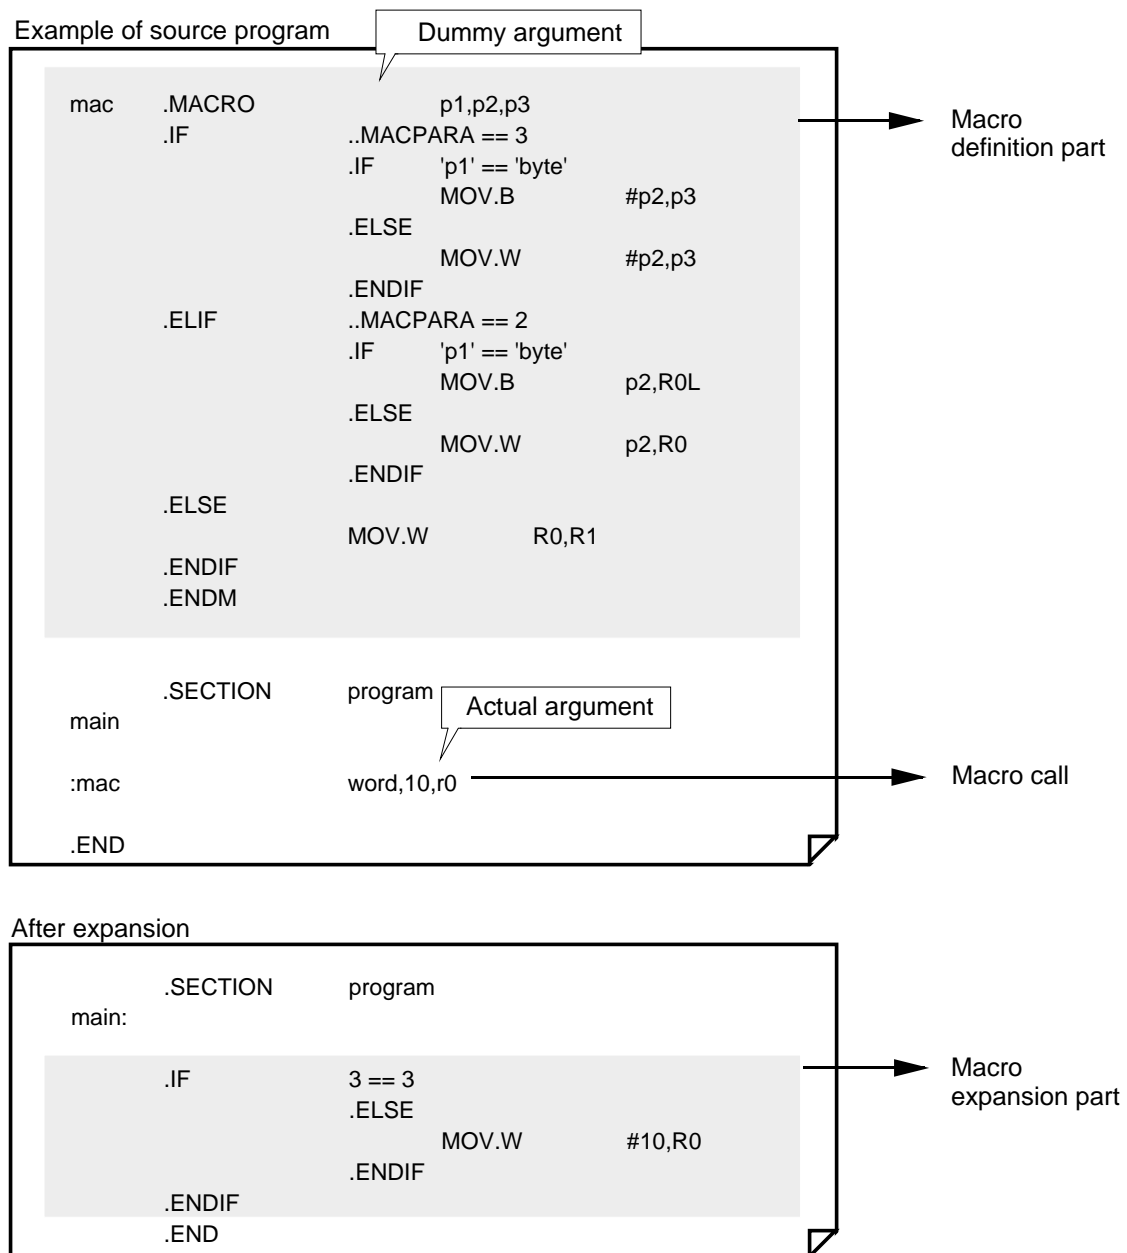 Example of source program
Dummy argument
mac .MACRO p1,p2,p3
Macro
definition part
.IF ..MACPARA == 3
.IF 'p1' == 'byte'
MOV.B #p2,p3
.ELSE
MOV.W #p2,p3
.ENDIF
.ELIF ..MACPARA == 2
.IF 'p1' == 'byte'
MOV.B p2,R0L
.ELSE
MOV.W p2,R0
.ENDIF
.ELSE
MOV.W R0,R1
.ENDIF
.ENDM
.SECTION program
Actual argument
main
:mac word,10,r0
Macro call
.END
After expansion
.SECTION program
main:
.IF 3 == 3
Macro
expansion part
.ELSE
MOV.W #10,R0
.ENDIF
.ENDIF
.END